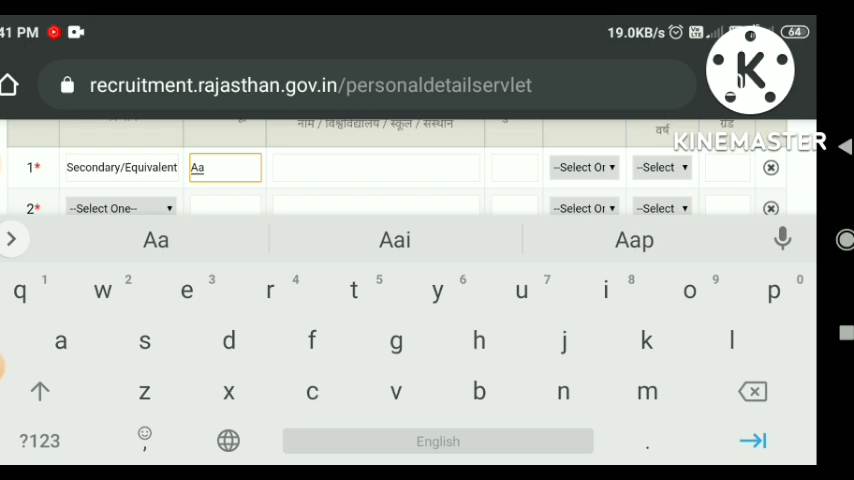 41 PM 19.0KB/s 64
recruitment.rajasthan.gov.in/personaldetailservlet
नाम / विश्वविद्यालय / स्कूल / संस्थान
वर्ष ग्रेड
KINEMASTER
1* Secondary/Equivalent Aa --Select Or --Select
2* --Select One-- --Select Or --Select
Aa Aai Aap
q 1 w 2 e 3 r 4 t 5 y 6 u 7 i 8 o 9 p 0
a s d f g h j k l
z x c v b n m
?123 , English .